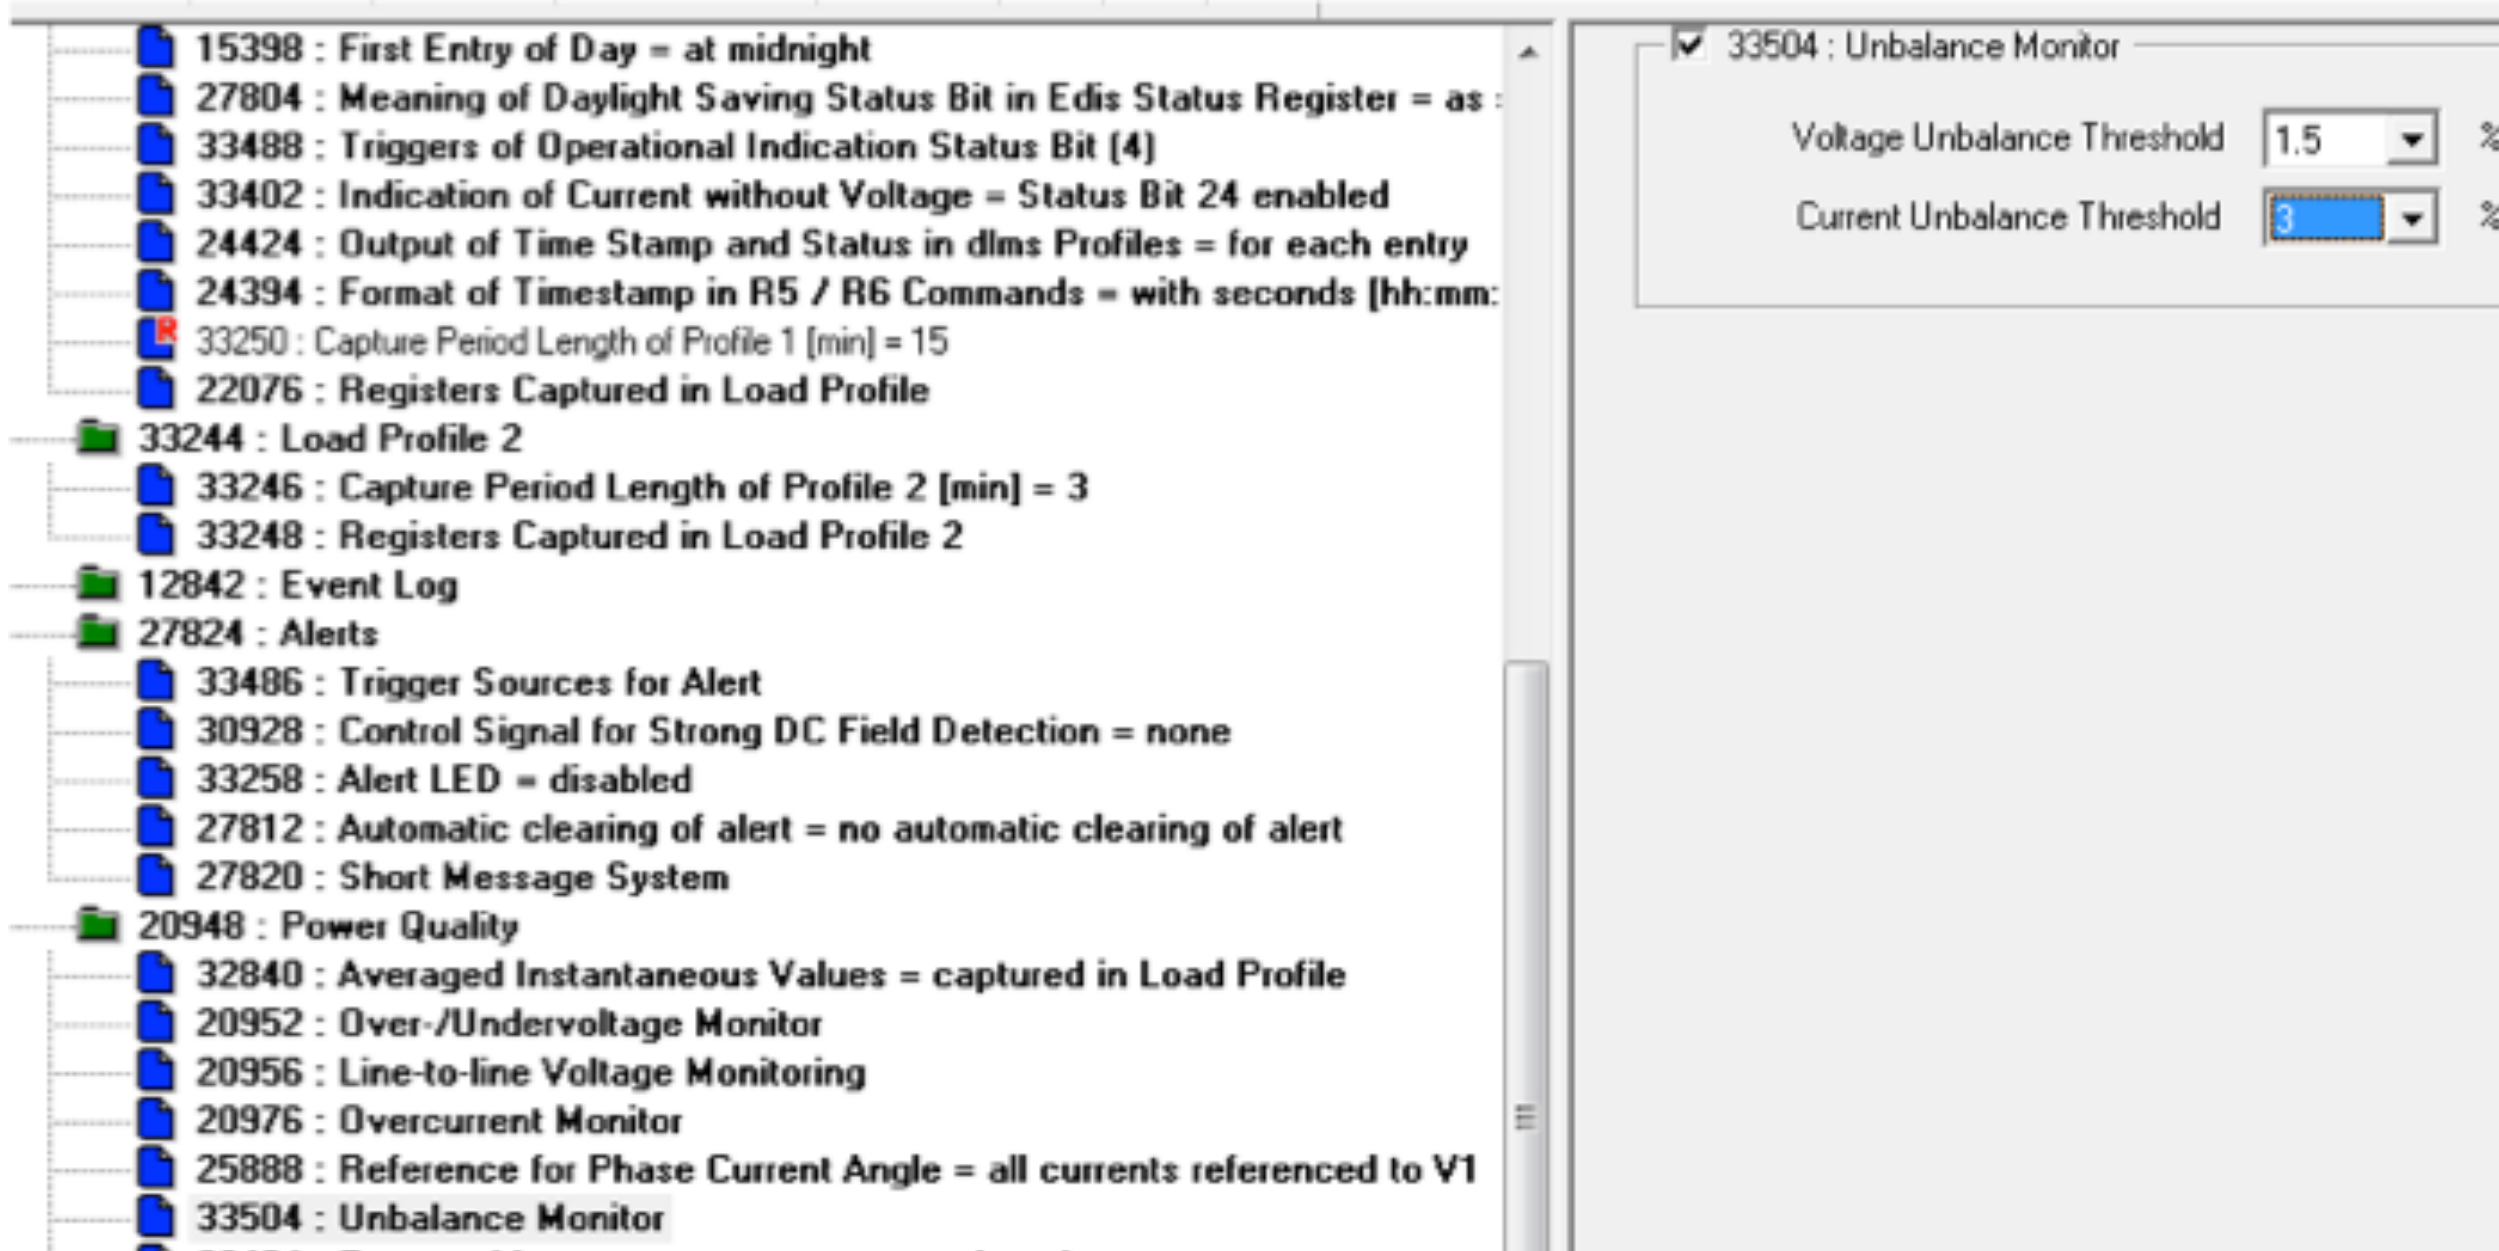 15398 : First Entry of Day = at midnight
27804 : Meaning of Daylight Saving Status Bit in Edis Status Register = as
33488 : Triggers of Operational Indication Status Bit (4)
33402 : Indication of Current without Voltage = Status Bit 24 enabled
24424 : Output of Time Stamp and Status in dlms Profiles = for each entry
24394 : Format of Timestamp in R5 / R6 Commands = with seconds [hh:mm:
R 33250 : Capture Period Length of Profile 1 [min] = 15
22076 : Registers Captured in Load Profile
33244 : Load Profile 2
33246 : Capture Period Length of Profile 2 [min] = 3
33248 : Registers Captured in Load Profile 2
12842 : Event Log
27824 : Alerts
33486 : Trigger Sources for Alert
30928 : Control Signal for Strong DC Field Detection = none
33258 : Alert LED = disabled
27812 : Automatic clearing of alert = no automatic clearing of alert
27820 : Short Message System
20948 : Power Quality
32840 : Averaged Instantaneous Values = captured in Load Profile
20952 : Over-/Undervoltage Monitor
20956 : Line-to-line Voltage Monitoring
20976 : Overcurrent Monitor
25888 : Reference for Phase Current Angle = all currents referenced to V1
33504 : Unbalance Monitor
33504 : Unbalance Monitor
Voltage Unbalance Threshold 1.5 %
Current Unbalance Threshold 3 %